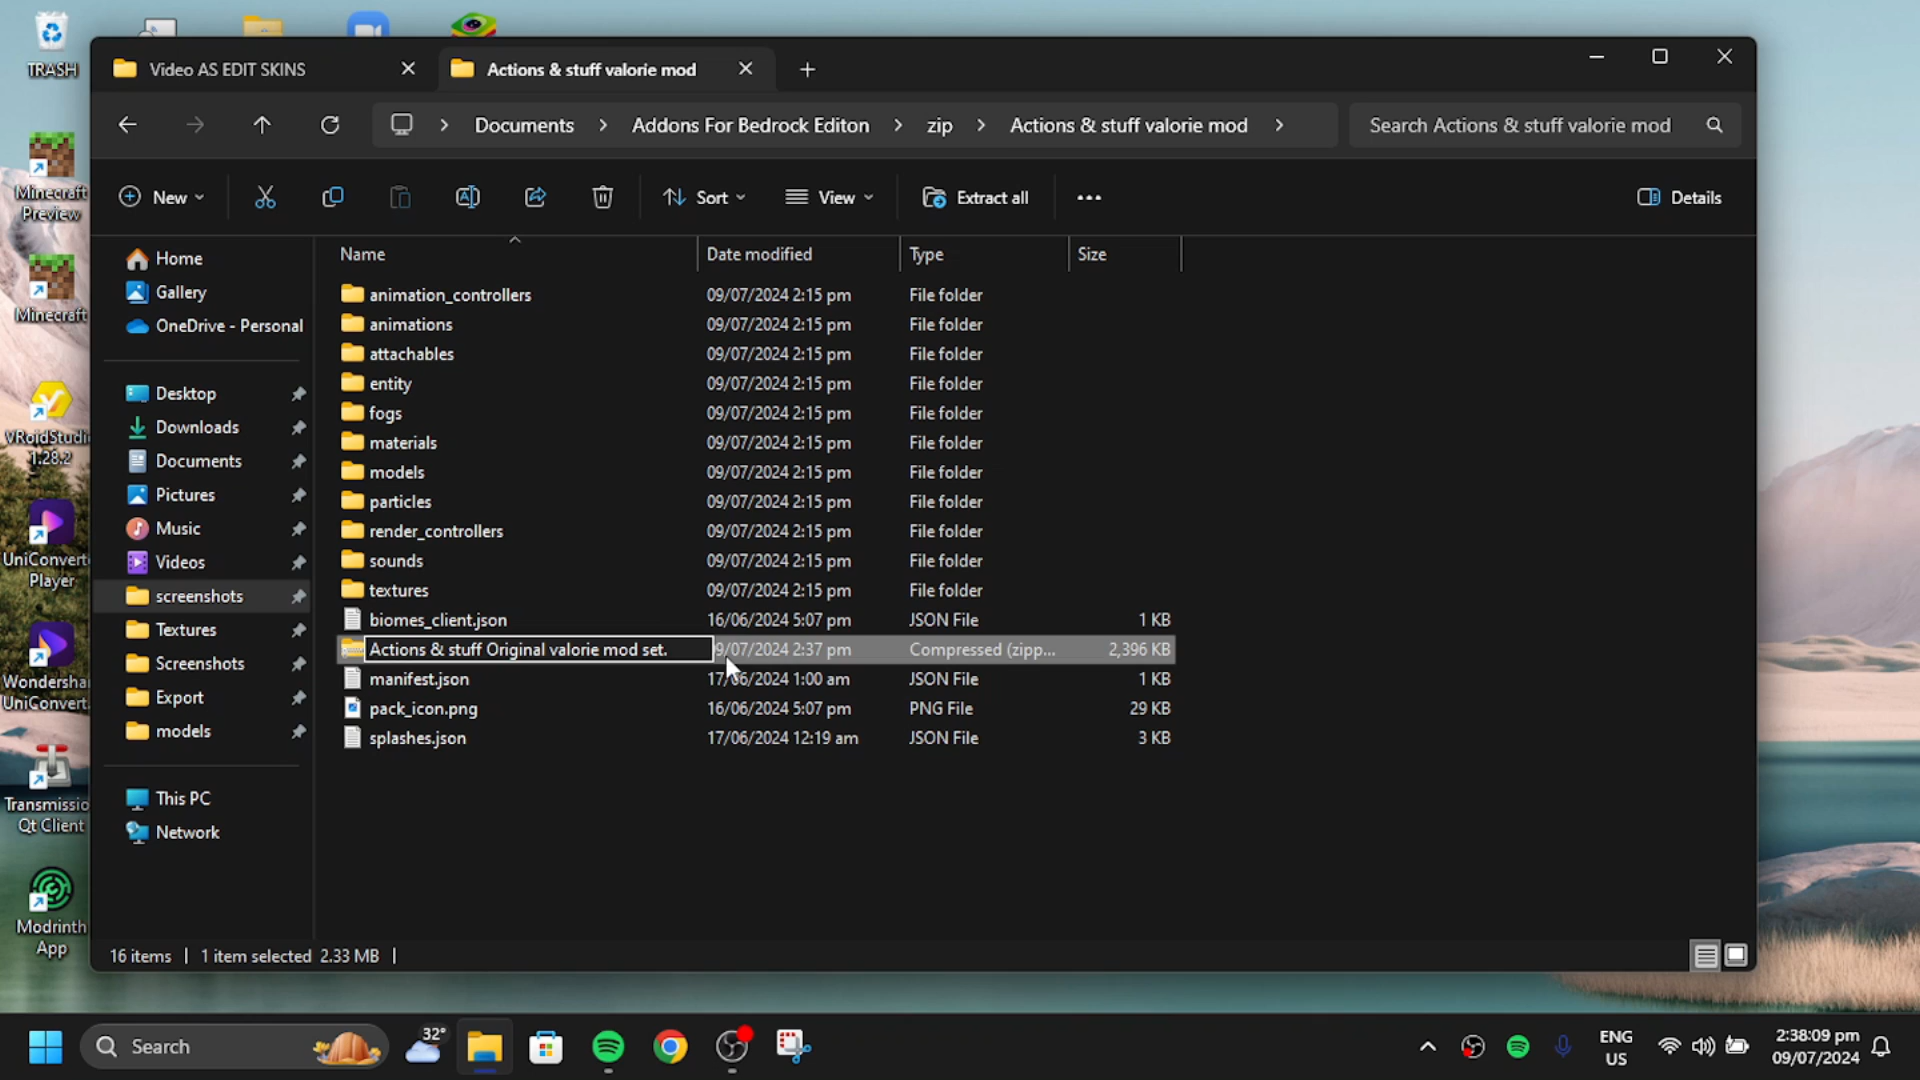 TRASH
Video AS EDIT SKINS
Actions & stuff valorie mod
Documents
Addons For Bedrock Editon
zip
Actions & stuff valorie mod
Search Actions & stuff valorie mod
New
Sort
View
Extract all
Details
Name
Date modified
Type
Size
Home
Gallery
OneDrive - Personal
Desktop
Downloads
Documents
Pictures
Music
Videos
screenshots
Textures
Screenshots
Export
models
This PC
Network
animation_controllers 09/07/2024 2:15 pm File folder
animations 09/07/2024 2:15 pm File folder
attachables 09/07/2024 2:15 pm File folder
entity 09/07/2024 2:15 pm File folder
fogs 09/07/2024 2:15 pm File folder
materials 09/07/2024 2:15 pm File folder
models 09/07/2024 2:15 pm File folder
particles 09/07/2024 2:15 pm File folder
render_controllers 09/07/2024 2:15 pm File folder
sounds 09/07/2024 2:15 pm File folder
textures 09/07/2024 2:15 pm File folder
biomes_client.json 16/06/2024 5:07 pm JSON File 1 KB
Actions & stuff Original valorie mod set. 9/07/2024 2:37 pm Compressed (zipp... 2,396 KB
manifest.json 17/06/2024 1:00 am JSON File 1 KB
pack_icon.png 16/06/2024 5:07 pm PNG File 29 KB
splashes.json 17/06/2024 12:19 am JSON File 3 KB
16 items
1 item selected 2.33 MB
Minecraft
Preview
Minecraft
VRoidStudi
1.28.2
UniConvert
Player
Wondersha
UniConvert.
Transmissio
Qt Client
Modrinth
App
Search
32°
ENG
US
2:38:09 pm
09/07/2024